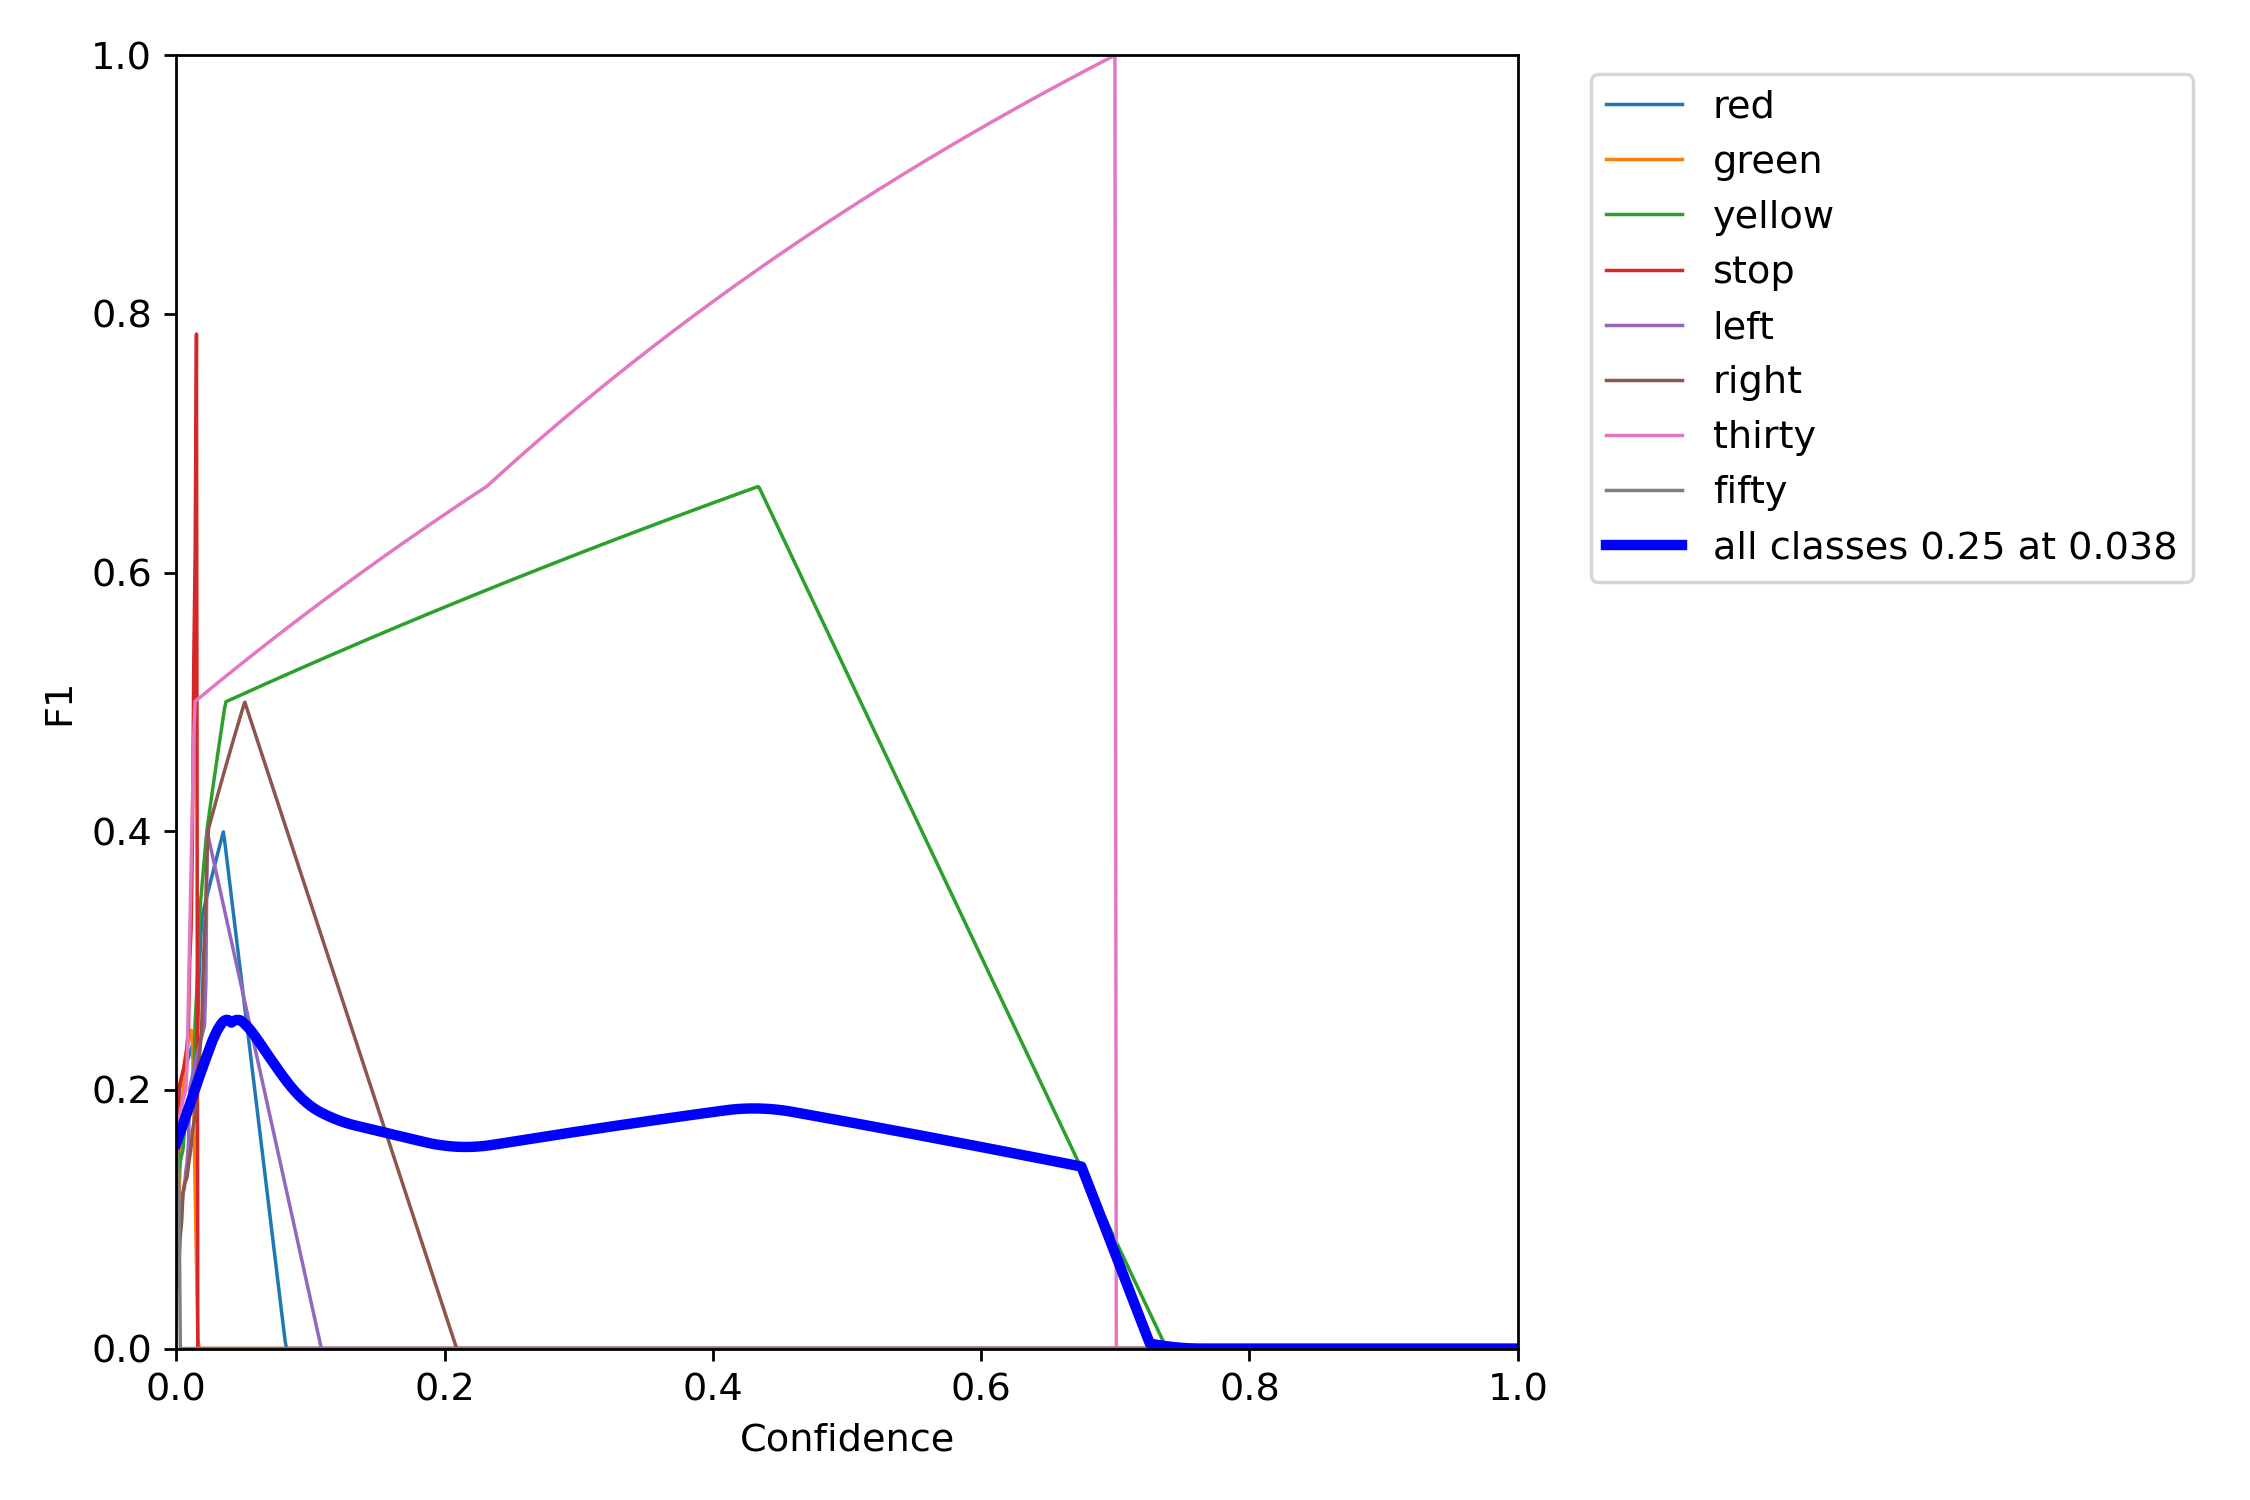 1.0
0.8
0.6
0.4
0.2
0.0
F1
0.0 0.2 0.4 0.6 0.8 1.0
Confidence
red
green
yellow
stop
left
right
thirty
fifty
all classes 0.25 at 0.038